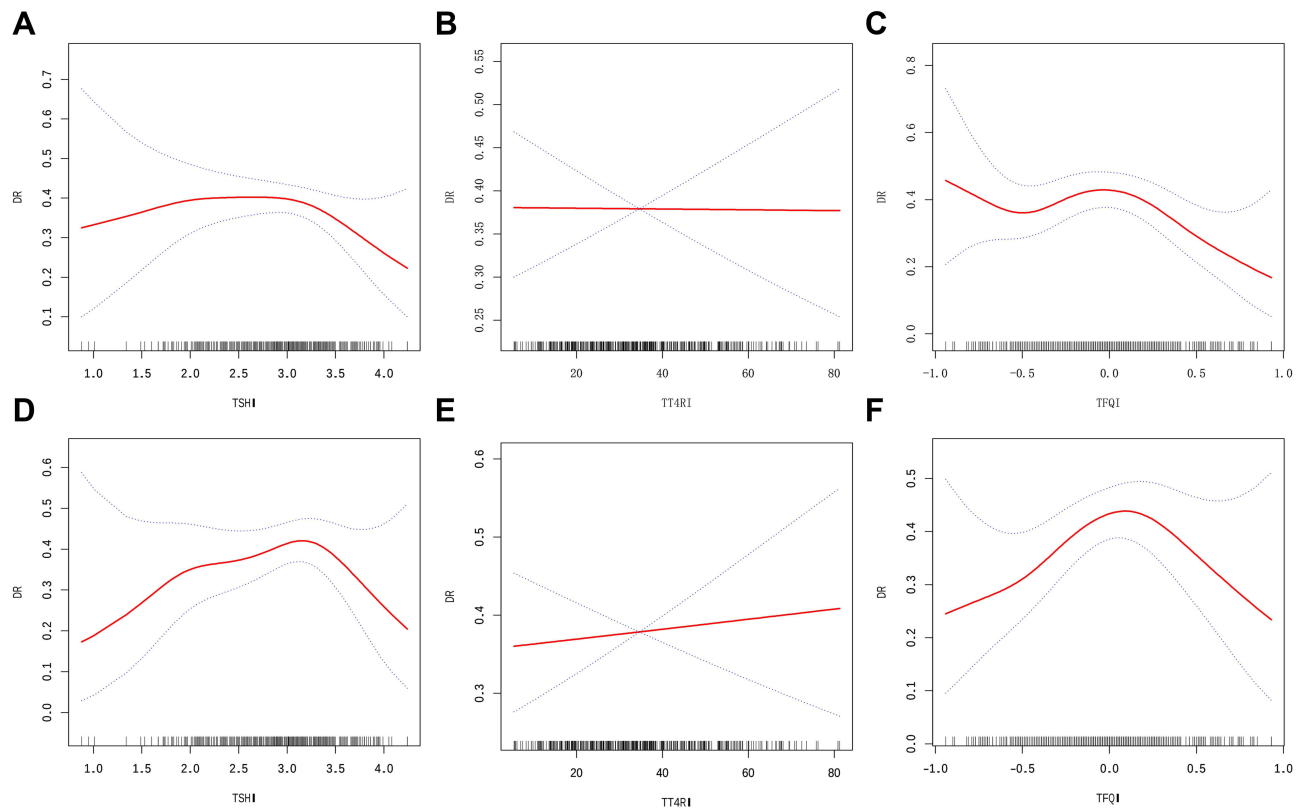 A
DR
0.7
0.6
0.5
0.4
0.3
0.2
0.1
1.0 1.5 2.0 2.5 3.0 3.5 4.0
TSHI
B
DR
0.55
0.50
0.45
0.40
0.35
0.30
0.25
20 40 60 80
TT4RI
C
DR
0.8
0.6
0.4
0.2
0.0
-1.0 -0.5 0.0 0.5 1.0
TFQI
D
DR
0.6
0.5
0.4
0.3
0.2
0.1
0.0
1.0 1.5 2.0 2.5 3.0 3.5 4.0
TSHI
E
DR
0.6
0.5
0.4
0.3
20 40 60 80
TT4RI
F
DR
0.5
0.4
0.3
0.2
0.1
0.0
-1.0 -0.5 0.0 0.5 1.0
TFQI